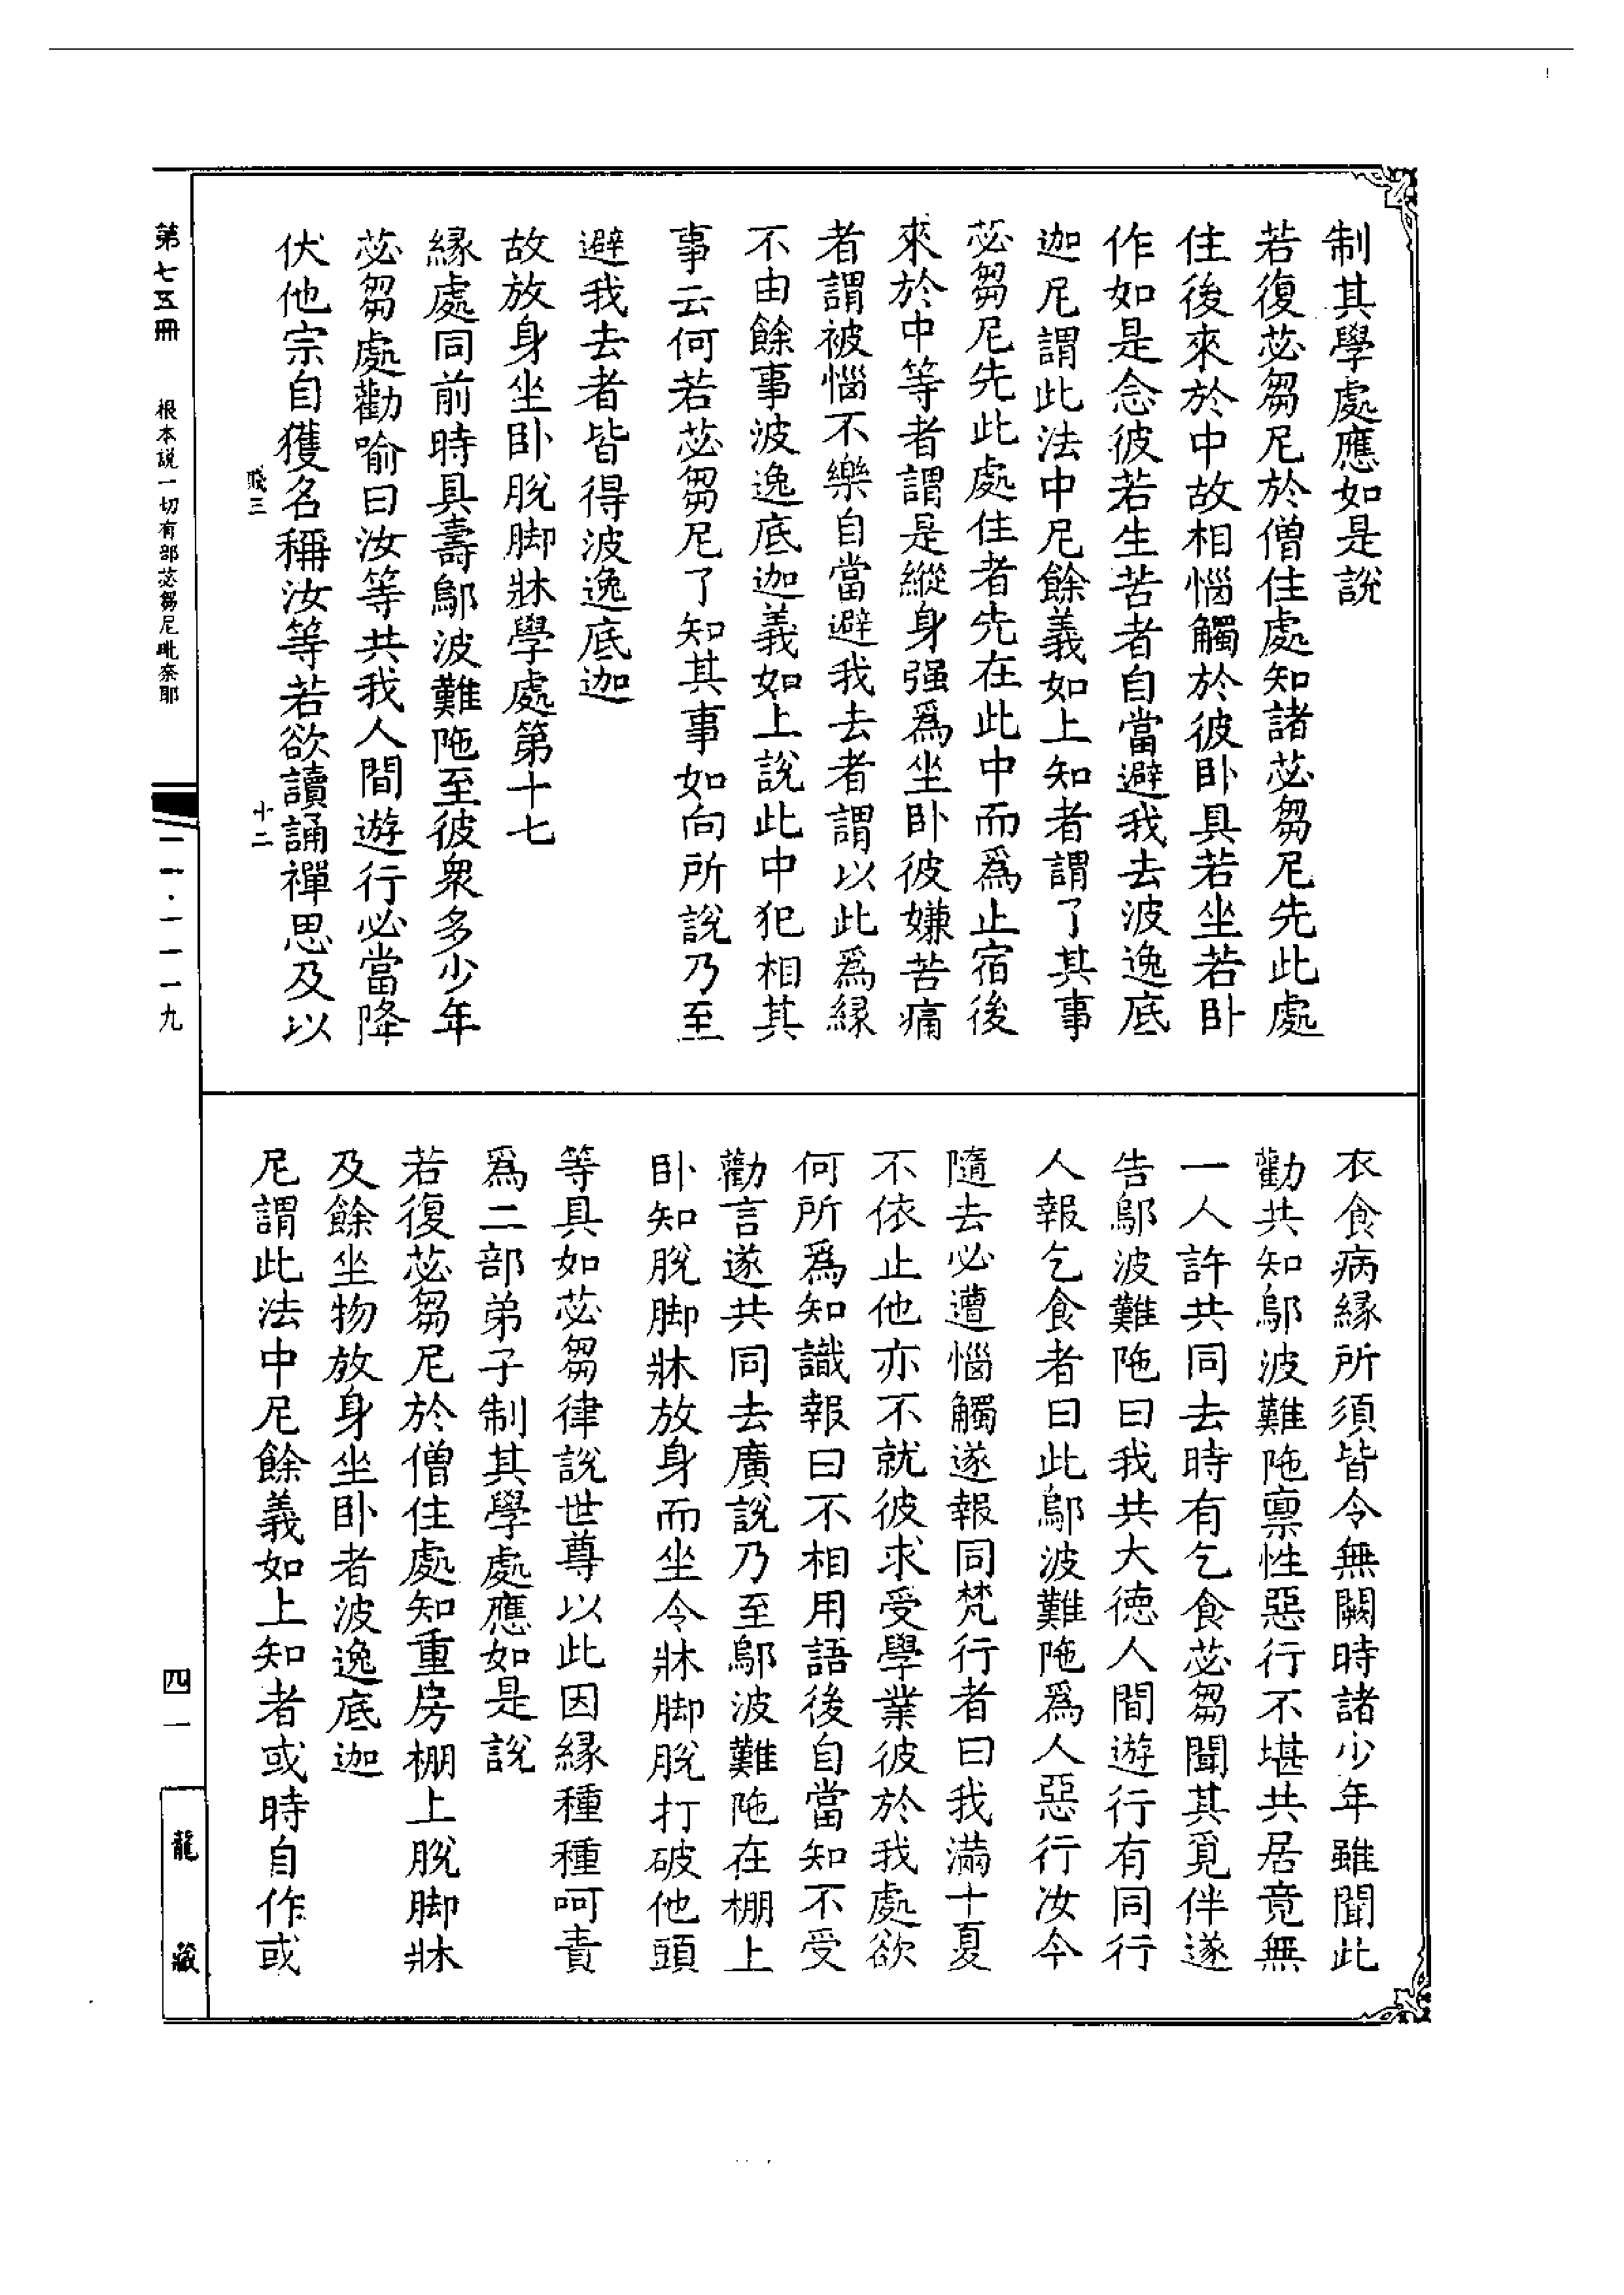 制其學處應如是說
若復苾芻尼於僧住處知諸苾芻尼先此處
住後來於中故相惱觸於彼卧具若坐若卧
作如是念彼若生苦者自當避我去波逸底
迦尼謂此法中尼餘義如上知者謂了其事
苾芻尼先此處住者先在此中而爲止宿後
來於中等者謂是縱身强爲坐卧彼嫌苦痛
者謂被惱不樂自當避我去者謂以此爲緣
不由餘事波逸底迦義如上說此中犯相其
事云何若苾芻尼了知其事如向所說乃至
避我去者皆得波逸底迦
故放身坐卧脫脚牀學處第十七
緣處同前時具壽鄔波難陁至彼衆多少年
苾芻處勸喻曰汝等共我人間遊行必當降
伏他宗自獲名稱汝等若欲讀誦禪思及以
衣食病緣所須皆令無闕時諸少年雖聞此
勸共知鄔波難陁禀性惡行不堪共居竟無
一人許共同去時有乞食苾芻聞其覓伴遂
告鄔波難陁曰我共大德人間遊行有同行
人報乞食者曰此鄔波難陁爲人惡行汝今
隨去必遭惱觸遂報同梵行者曰我滿十夏
不依止他亦不就彼求受學業彼於我處欲
何所爲知識報曰不相用語後自當知不受
勸言遂共同去廣說乃至鄔波難陁在棚上
卧知脫脚牀放身而坐令牀脚脫打破他頭
等具如苾芻律說世尊以此因緣種種呵責
爲二部弟子制其學處應如是說
若復苾芻尼於僧住處知重房棚上脫脚牀
及餘坐物放身坐卧者波逸底迦
尼謂此法中尼餘義如上知者或時自作或
第七五冊
根本說一切有部苾芻尼毗奈耶
三
十二
一一·一一一九
四一
龍藏